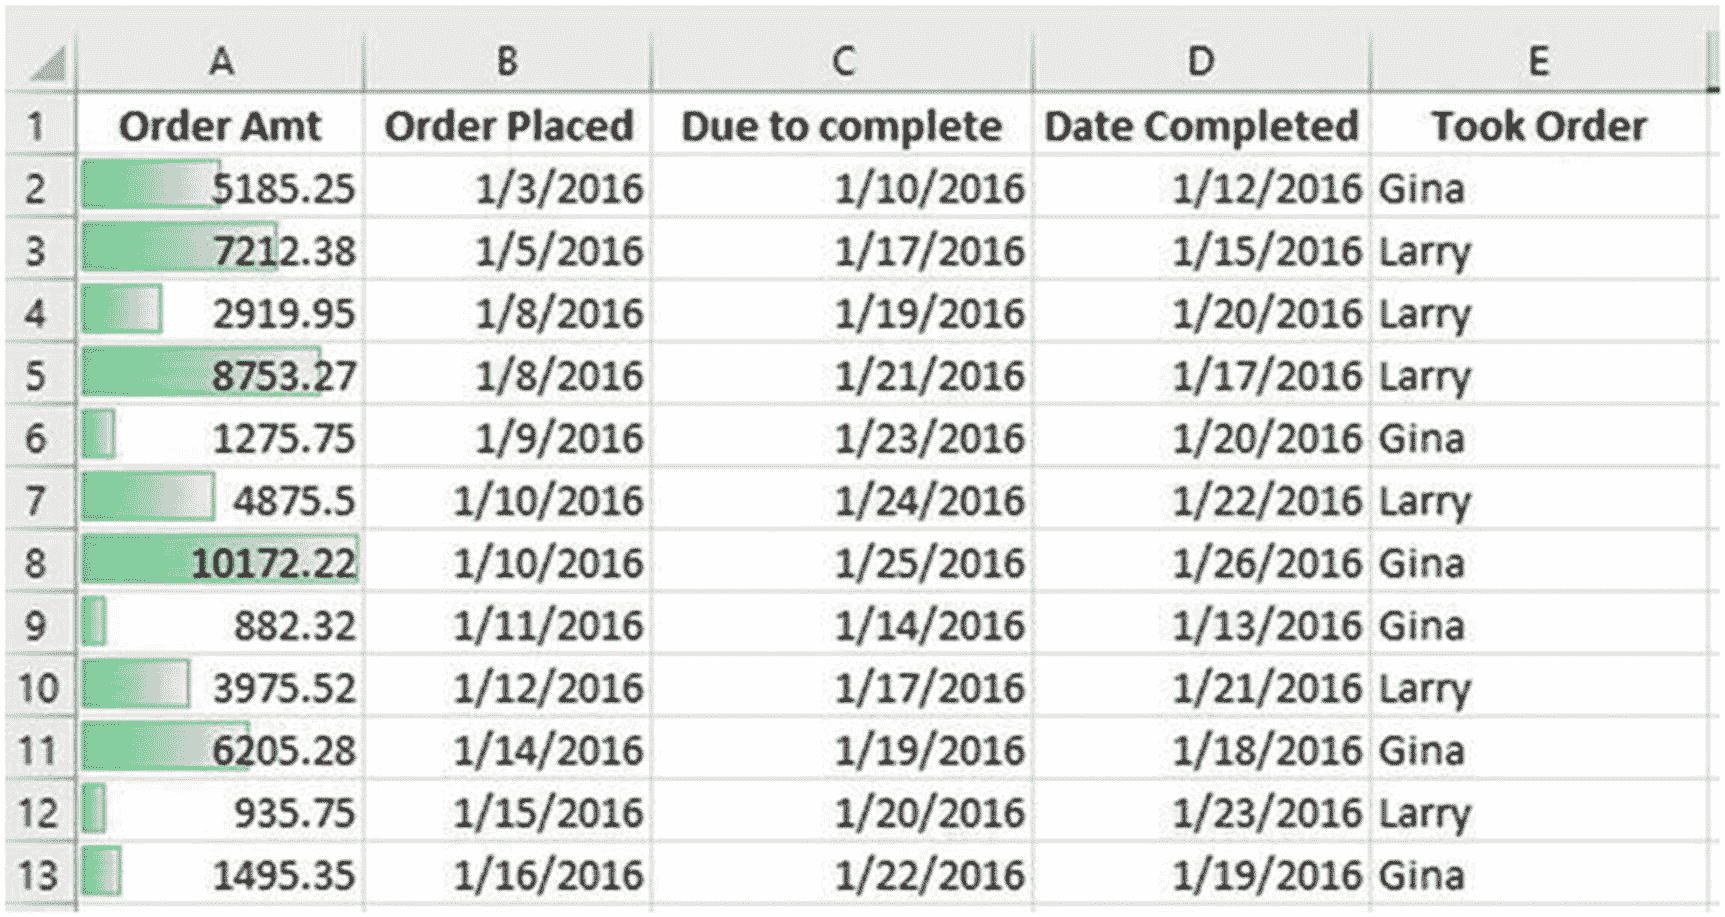 A B C D E
1 Order Amt Order Placed Due to complete Date Completed Took Order
2 5185.25 1/3/2016 1/10/2016 1/12/2016 Gina
3 7212.38 1/5/2016 1/17/2016 1/15/2016 Larry
4 2919.95 1/8/2016 1/19/2016 1/20/2016 Larry
5 8753.27 1/8/2016 1/21/2016 1/17/2016 Larry
6 1275.75 1/9/2016 1/23/2016 1/20/2016 Gina
7 4875.5 1/10/2016 1/24/2016 1/22/2016 Larry
8 10172.22 1/10/2016 1/25/2016 1/26/2016 Gina
9 882.32 1/11/2016 1/14/2016 1/13/2016 Gina
10 3975.52 1/12/2016 1/17/2016 1/21/2016 Larry
11 6205.28 1/14/2016 1/19/2016 1/18/2016 Gina
12 935.75 1/15/2016 1/20/2016 1/23/2016 Larry
13 1495.35 1/16/2016 1/22/2016 1/19/2016 Gina